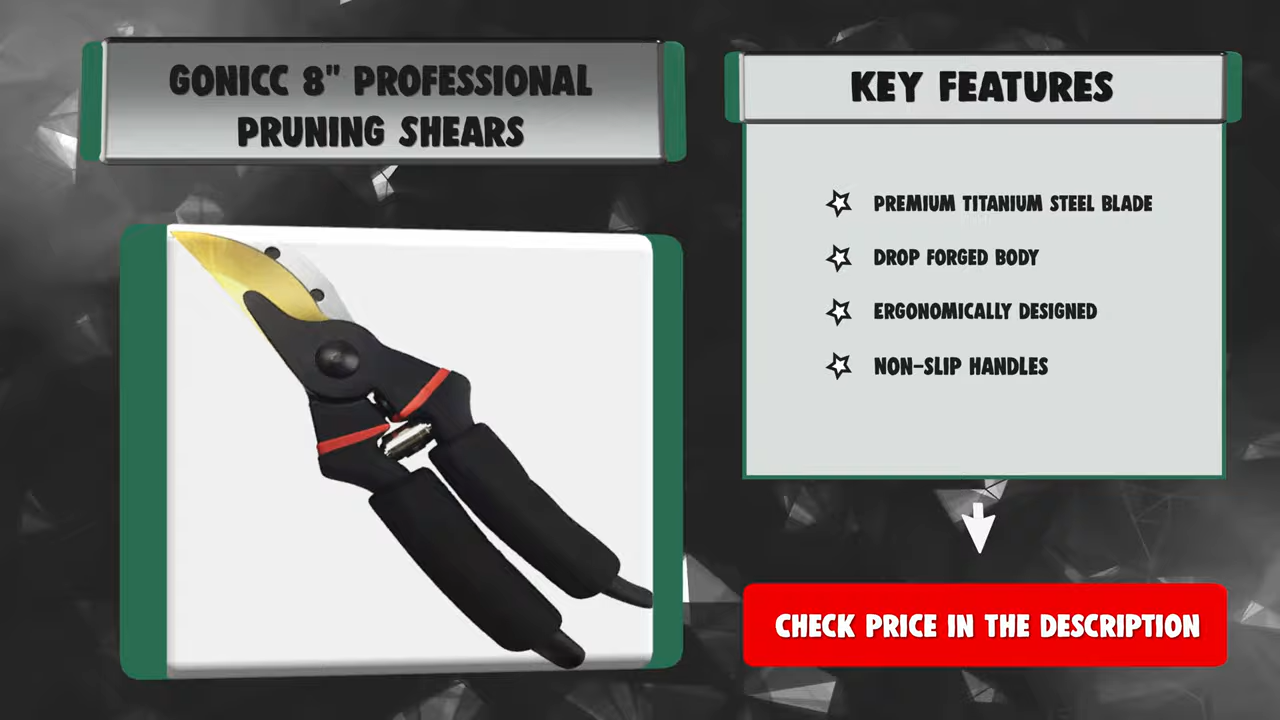 GONICC 8" PROFESSIONAL
PRUNING SHEARS
KEY FEATURES
PREMIUM TITANIUM STEEL BLADE
DROP FORGED BODY
ERGONOMICALLY DESIGNED
NON-SLIP HANDLES
CHECK PRICE IN THE DESCRIPTION